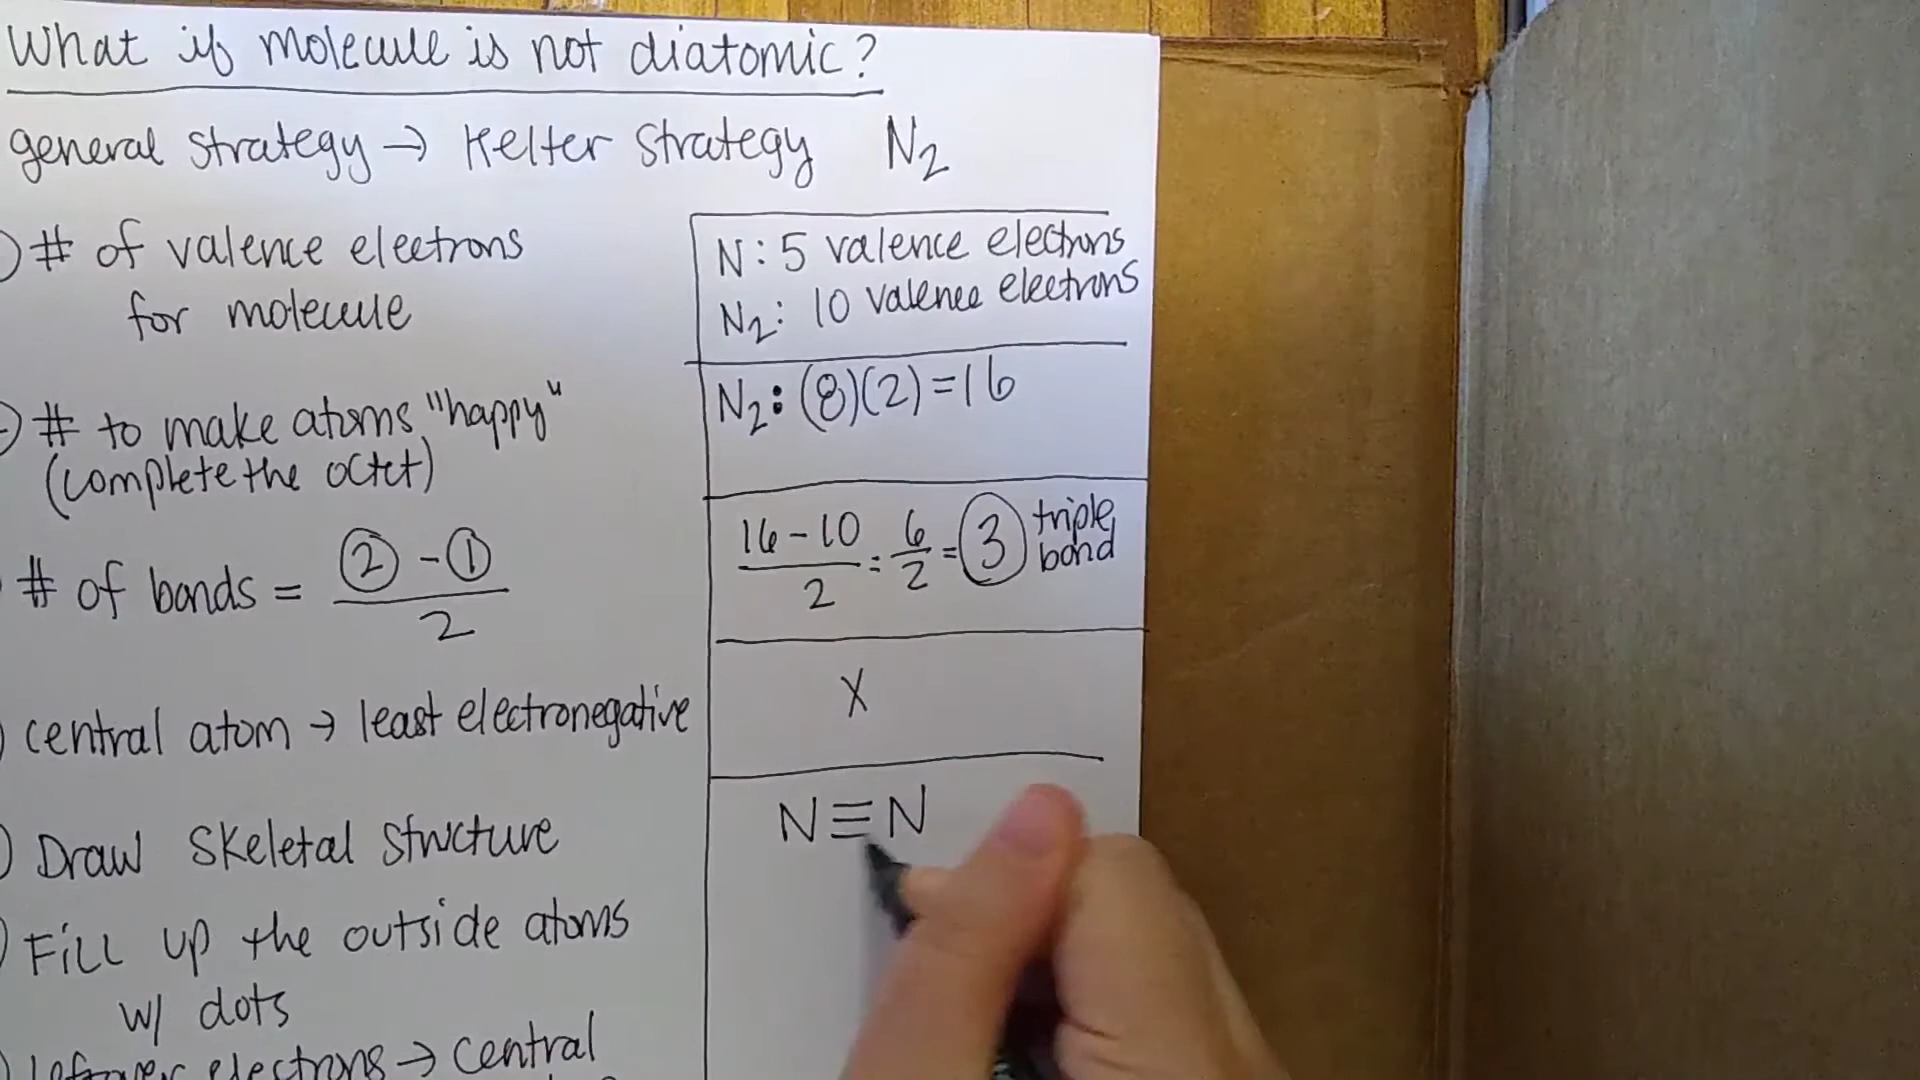 What if molecule is not diatomic?
general strategy → Kelter strategy N₂
# of valence electrons
for molecule
N: 5 valence electrons
N₂: 10 valence electrons
# to make atoms "happy"
(complete the octet)
N₂: (8)(2)=16
# of bonds = (2) - (1) / 2
16-10 / 2 = 6/2 = 3 triple bond
central atom → least electronegative
X
Draw skeletal structure
N≡N
Fill up the outside atoms
w/ dots
leftover electrons → central